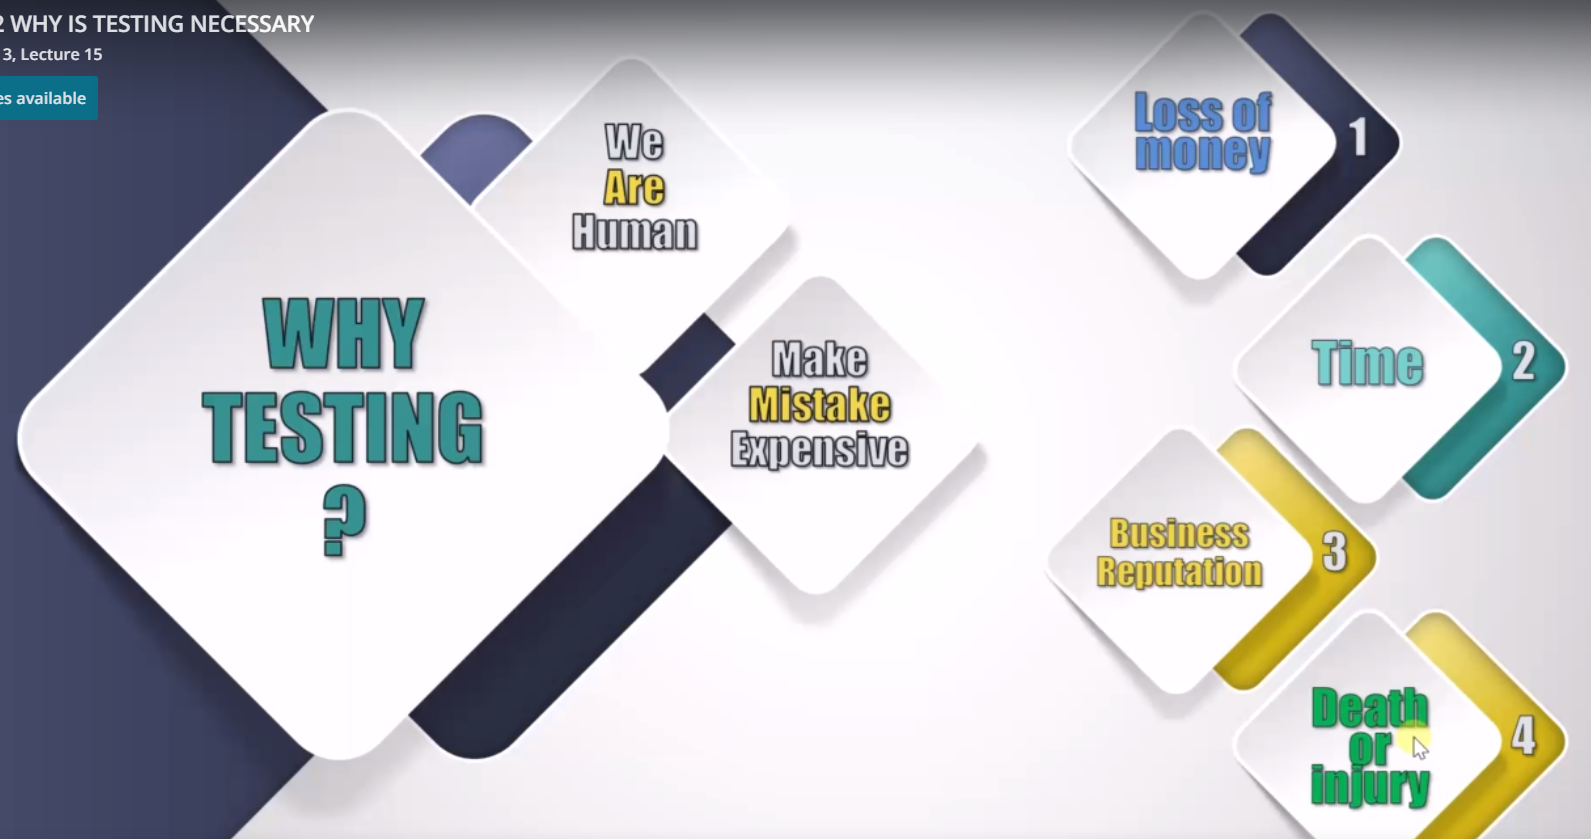 2 WHY IS TESTING NECESSARY
3, Lecture 15
es available
WHY
TESTING
?
We
Are
Human
Make
Mistake
Expensive
Loss of
money
1
Time
2
Business
Reputation
3
Death
or
injury
4